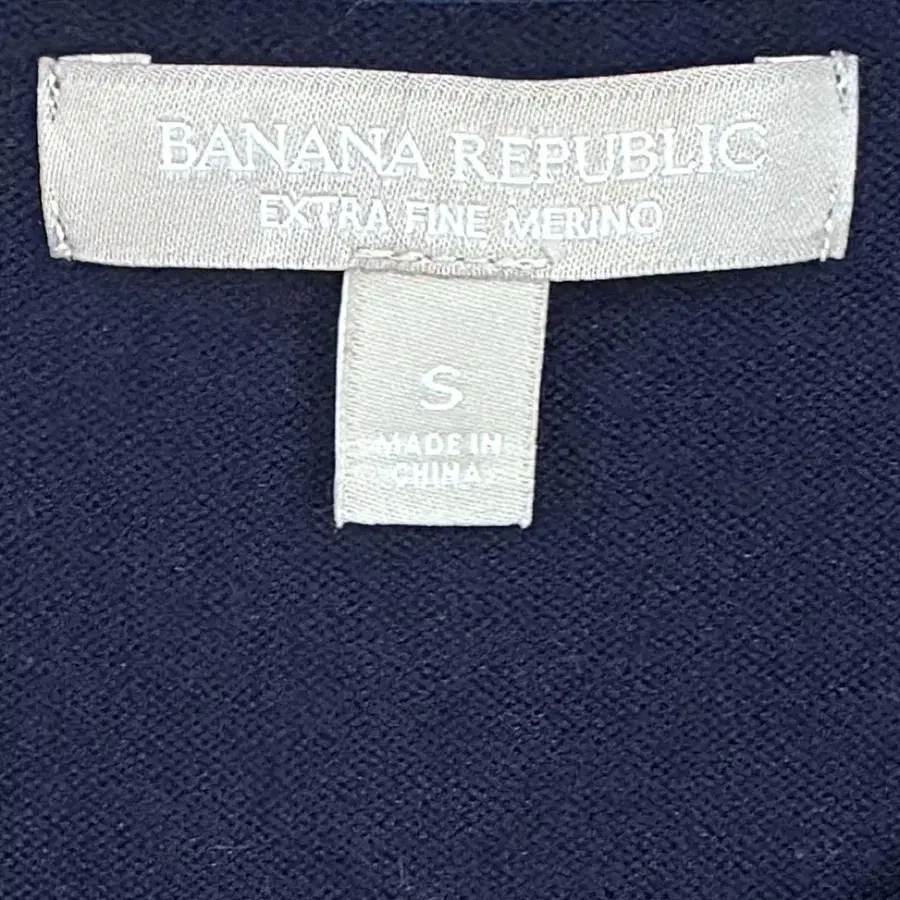 BANANA REPUBLIC
EXTRA FINE MERINO
S
MADE IN
CHINA